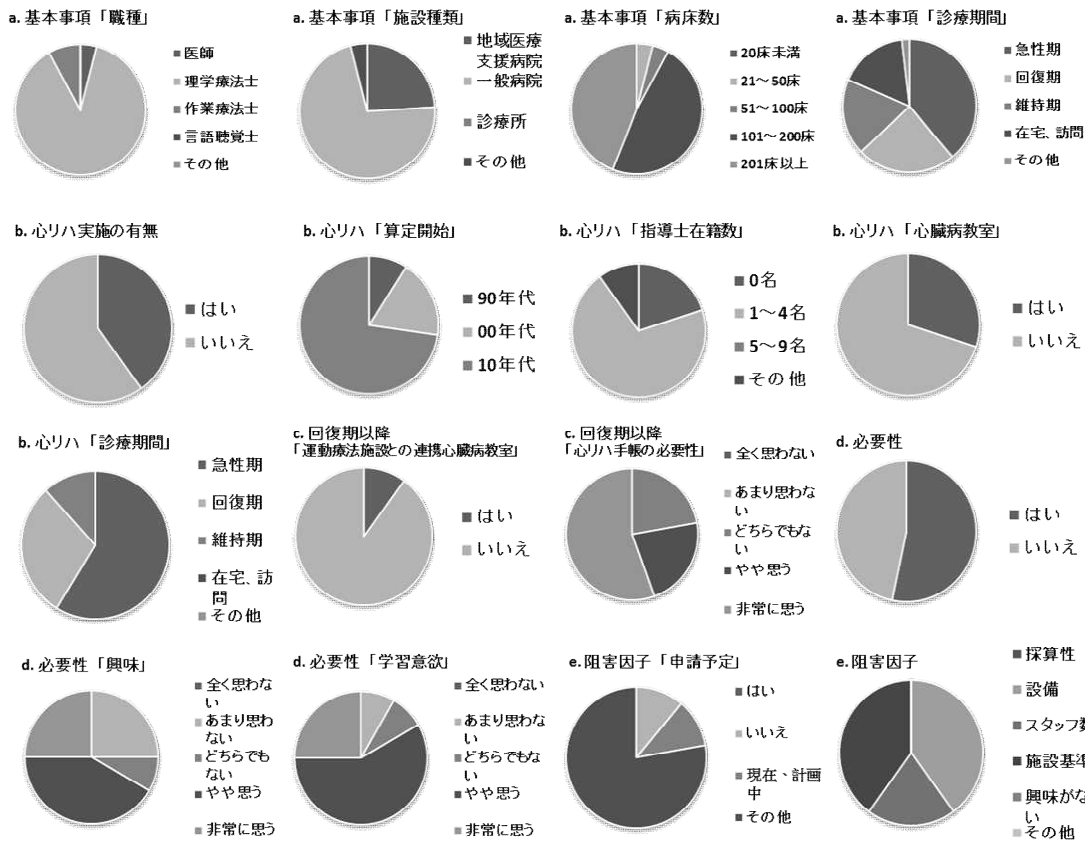 a. 基本事項「職種」
■医師
■理学療法士
■作業療法士
■言語聴覚士
■その他
a. 基本事項「施設種類」
■地域医療
支援病院
■一般病院
■診療所
■その他
a. 基本事項「病床数」
■20床未満
■21～50床
■51～100床
■101～200床
■201床以上
a. 基本事項「診療期間」
■急性期
■回復期
■維持期
■在宅、訪問
■その他
b. 心リハ実施の有無
■はい
■いいえ
b. 心リハ「算定開始」
■90年代
■00年代
■10年代
b. 心リハ「指導士在籍数」
■0名
■1～4名
■5～9名
■その他
b. 心リハ「心臓病教室」
■はい
■いいえ
b. 心リハ「診療期間」
■急性期
■回復期
■維持期
■在宅、訪
問
■その他
c. 回復期以降
「運動療法施設との連携心臓病教室」
■はい
■いいえ
c. 回復期以降
「心リハ手帳の必要性」
■全く思わない
■あまり思わな
い
■どちらでもな
い
■やや思う
■非常に思う
d. 必要性
■はい
■いいえ
d. 必要性「興味」
■全く思わな
い
■あまり思わ
ない
■どちらでも
ない
■やや思う
■非常に思う
d. 必要性「学習意欲」
■全く思わない
■あまり思わな
い
■どちらでもな
い
■やや思う
■非常に思う
e. 阻害因子「申請予定」
■はい
■いいえ
■現在、計画
中
■その他
e. 阻害因子
■採算性
■設備
■スタッフ数
■施設基準
■興味がな
い
■その他